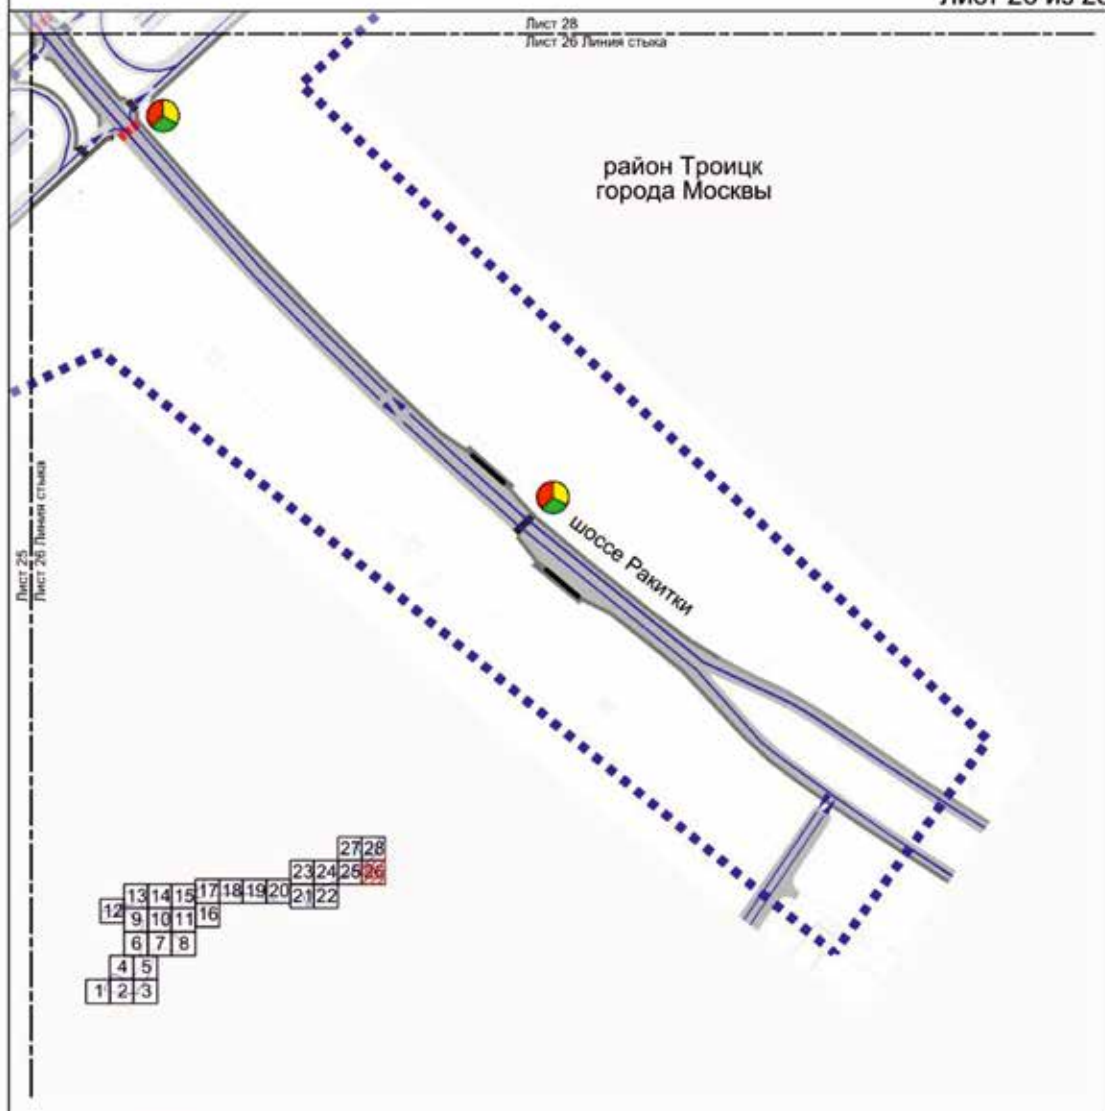 Лист 28
Лист 26 Линия стыка
район Троицк
города Москвы
Лист 25
Лист 26 Линия стыка
шоссе Ракитки
27 28
23 24 25 26
13 14 15 17 18 19 20 21 22
12 9 10 11 16
6 7 8
4 5
1 2 3